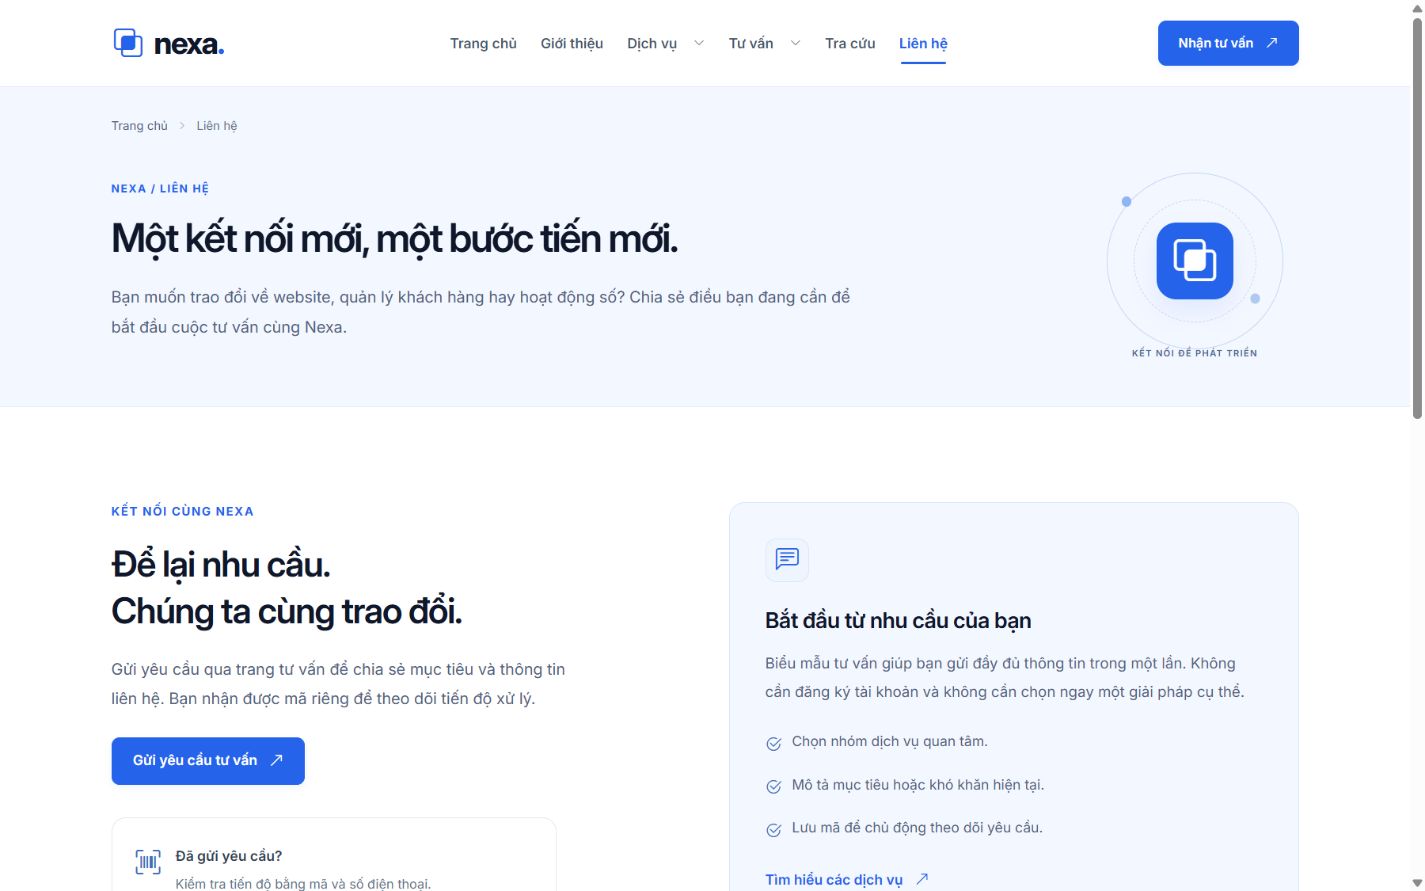 nexa.
Trang chủ
Giới thiệu
Dịch vụ
Tư vấn
Tra cứu
Liên hệ
Nhận tư vấn
Trang chủ > Liên hệ
NEXA / LIÊN HỆ
Một kết nối mới, một bước tiến mới.
Bạn muốn trao đổi về website, quản lý khách hàng hay hoạt động số? Chia sẻ điều bạn đang cần để
bắt đầu cuộc tư vấn cùng Nexa.
KẾT NỐI ĐỂ PHÁT TRIỂN
KẾT NỐI CÙNG NEXA
Để lại nhu cầu.
Chúng ta cùng trao đổi.
Gửi yêu cầu qua trang tư vấn để chia sẻ mục tiêu và thông tin
liên hệ. Bạn nhận được mã riêng để theo dõi tiến độ xử lý.
Gửi yêu cầu tư vấn
Đã gửi yêu cầu?
Kiểm tra tiến độ bằng mã và số điện thoại.
Bắt đầu từ nhu cầu của bạn
Biểu mẫu tư vấn giúp bạn gửi đầy đủ thông tin trong một lần. Không
cần đăng ký tài khoản và không cần chọn ngay một giải pháp cụ thể.
Chọn nhóm dịch vụ quan tâm.
Mô tả mục tiêu hoặc khó khăn hiện tại.
Lưu mã để chủ động theo dõi yêu cầu.
Tìm hiểu các dịch vụ